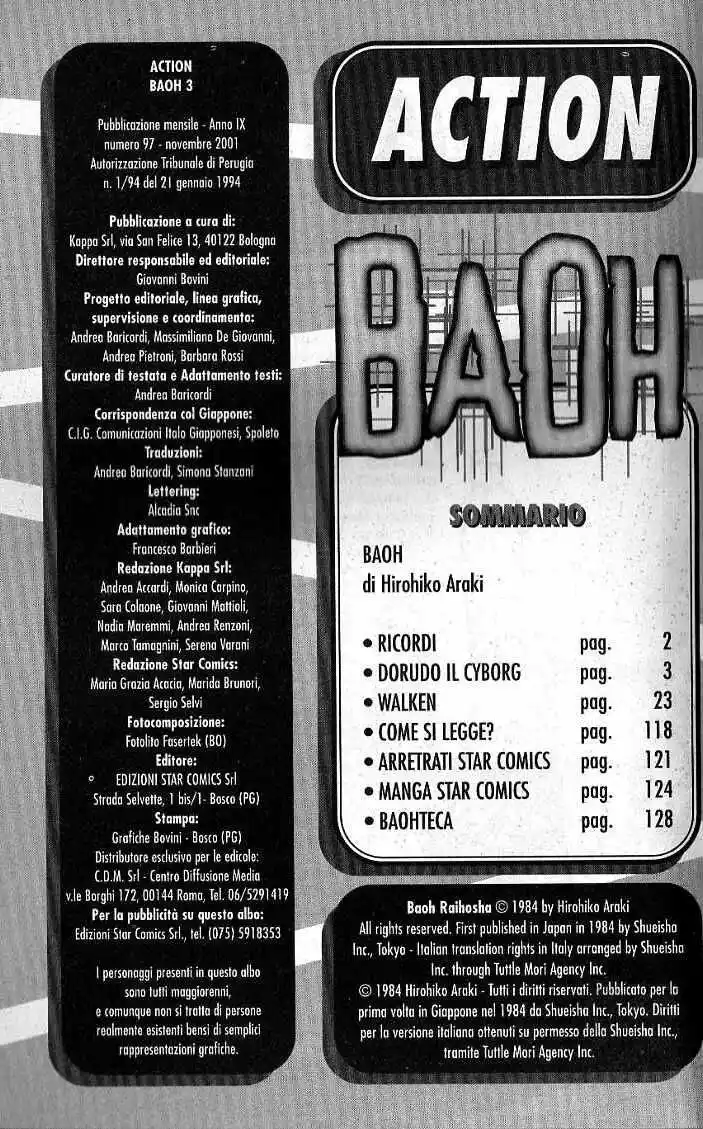 ACTION
BAOH 3
Pubblicazione mensile - Anno IX
numero 97 - novembre 2001
Autorizzazione Tribunale di Perugia
n. 1/94 del 21 gennaio 1994
Pubblicazione a cura di:
Kappa Srl, via San Felice 13, 40122 Bologna
Direttore responsabile ed editoriale:
Giovanni Bovini
Progetto editoriale, linea grafica,
supervisione e coordinamento:
Andrea Baricordi, Massimiliano De Giovanni,
Andrea Pietroni, Barbara Rossi
Curatore di testata e Adattamento testi:
Andrea Baricordi
Corrispondenza col Giappone:
C.I.G. Comunicazioni Italo Giapponesi, Spoleto
Traduzioni:
Andrea Baricordi, Simona Stanzani
Lettering:
Alcadia Snc
Adattamento grafico:
Francesco Barbieri
Redazione Kappa Srl:
Andrea Accardi, Monica Carpino,
Sara Colaone, Giovanni Mattioli,
Nadia Maremmi, Andrea Renzoni,
Marco Tamagnini, Serena Varani
Redazione Star Comics:
Maria Grazia Acacia, Marida Brunori,
Sergio Selvi
Fotocomposizione:
Fotolito Fasertek (BO)
Editore:
EDIZIONI STAR COMICS Srl
Strada Selvette, 1 bis/1- Bosco (PG)
Stampa:
Grafiche Bovini - Bosco (PG)
Distributore esclusivo per le edicole:
C.D.M. Srl - Centro Diffusione Media
v.le Borghi 172, 00144 Roma, Tel. 06/5291419
Per la pubblicità su questo albo:
Edizioni Star Comics Srl., tel. (075) 5918353
I personaggi presenti in questo albo
sono tutti maggiorenni,
e comunque non si tratta di persone
realmente esistenti bensì di semplici
rappresentazioni grafiche.
ACTION
BAOH
SOMMARIO
BAOH
di Hirohiko Araki
• RICORDI pag. 2
• DORUDO IL CYBORG pag. 3
• WALKEN pag. 23
• COME SI LEGGE? pag. 118
• ARRETRATI STAR COMICS pag. 121
• MANGA STAR COMICS pag. 124
• BAOHTECA pag. 128
Baoh Raihosha © 1984 by Hirohiko Araki
All rights reserved. First published in Japan in 1984 by Shueisha
Inc., Tokyo - Italian translation rights in Italy arranged by Shueisha
Inc. through Tuttle Mori Agency Inc.
© 1984 Hirohiko Araki - Tutti i diritti riservati. Pubblicato per la
prima volta in Giappone nel 1984 da Shueisha Inc., Tokyo. Diritti
per la versione italiana ottenuti su permesso della Shueisha Inc.,
tramite Tuttle Mori Agency Inc.